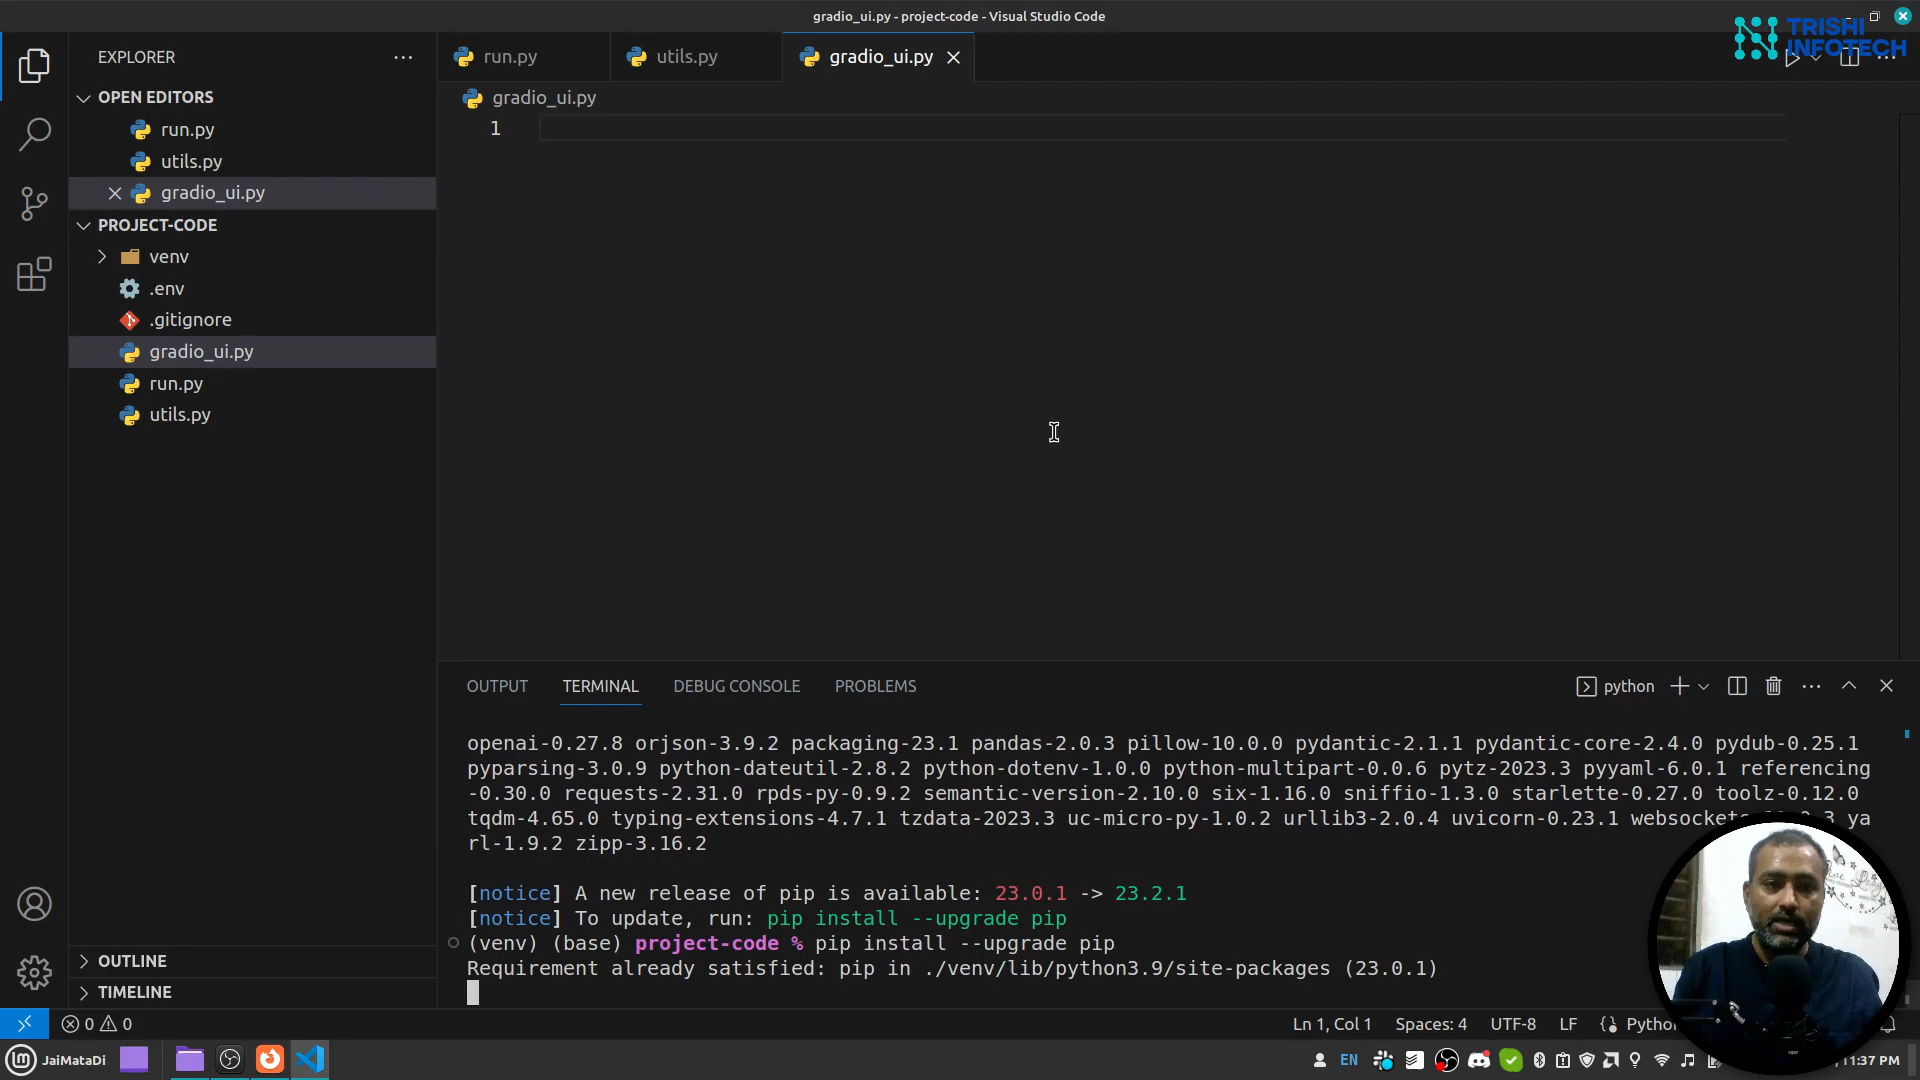 gradio_ui.py - project-code - Visual Studio Code
TRISHI
INFOTECH
EXPLORER
run.py
utils.py
gradio_ui.py
OPEN EDITORS
run.py
utils.py
gradio_ui.py
PROJECT-CODE
venv
.env
.gitignore
gradio_ui.py
run.py
utils.py
OUTLINE
TIMELINE
gradio_ui.py
1
OUTPUT TERMINAL DEBUG CONSOLE PROBLEMS
python
openai-0.27.8 orjson-3.9.2 packaging-23.1 pandas-2.0.3 pillow-10.0.0 pydantic-2.1.1 pydantic-core-2.4.0 pydub-0.25.1
pyparsing-3.0.9 python-dateutil-2.8.2 python-dotenv-1.0.0 python-multipart-0.0.6 pytz-2023.3 pyyaml-6.0.1 referencing
-0.30.0 requests-2.31.0 rpds-py-0.9.2 semantic-version-2.10.0 six-1.16.0 sniffio-1.3.0 starlette-0.27.0 toolz-0.12.0
tqdm-4.65.0 typing-extensions-4.7.1 tzdata-2023.3 uc-micro-py-1.0.2 urllib3-2.0.4 uvicorn-0.23.1 ya
rl-1.9.2 zipp-3.16.2
[notice] A new release of pip is available: 23.0.1 -> 23.2.1
[notice] To update, run: pip install --upgrade pip
(venv) (base) project-code % pip install --upgrade pip
Requirement already satisfied: pip in ./venv/lib/python3.9/site-packages (23.0.1)
0 0
Ln 1, Col 1 Spaces: 4 UTF-8 LF
JaiMataDi
EN
11:37 PM